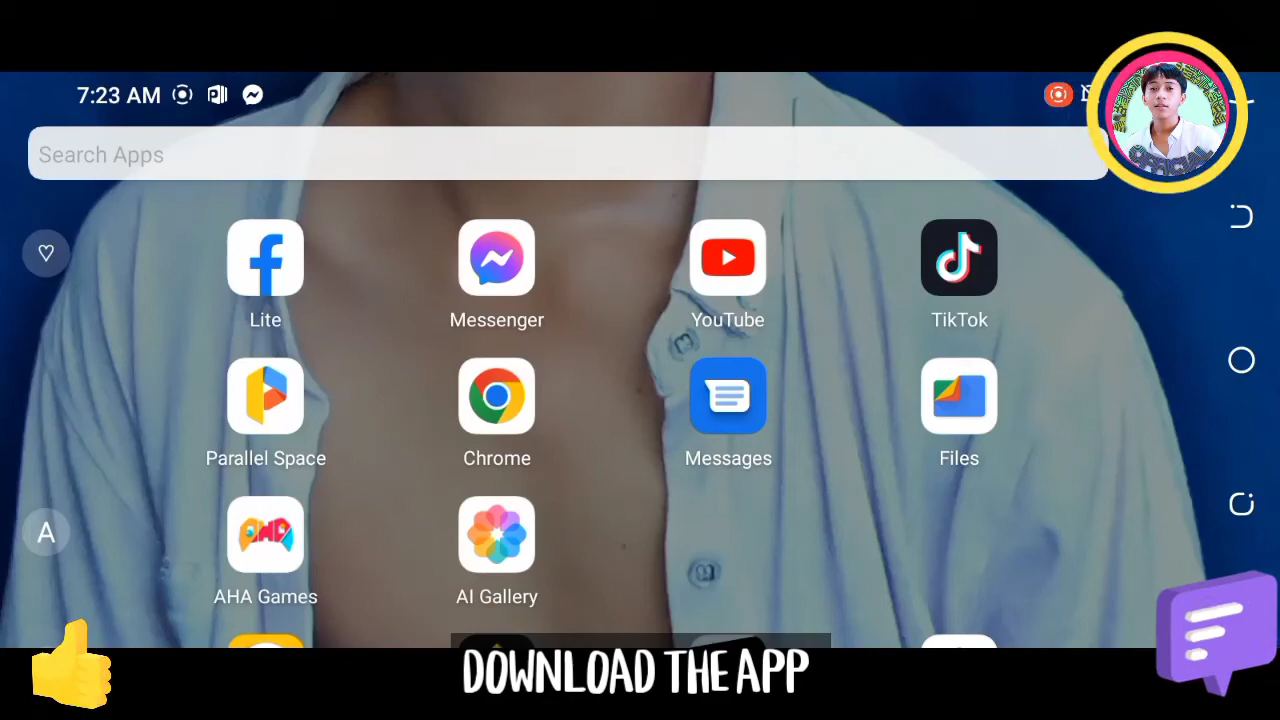 7:23 AM
Search Apps
Lite
Messenger
YouTube
TikTok
Parallel Space
Chrome
Messages
Files
AHA Games
AI Gallery
A
OFFICIAL
DOWNLOAD THE APP